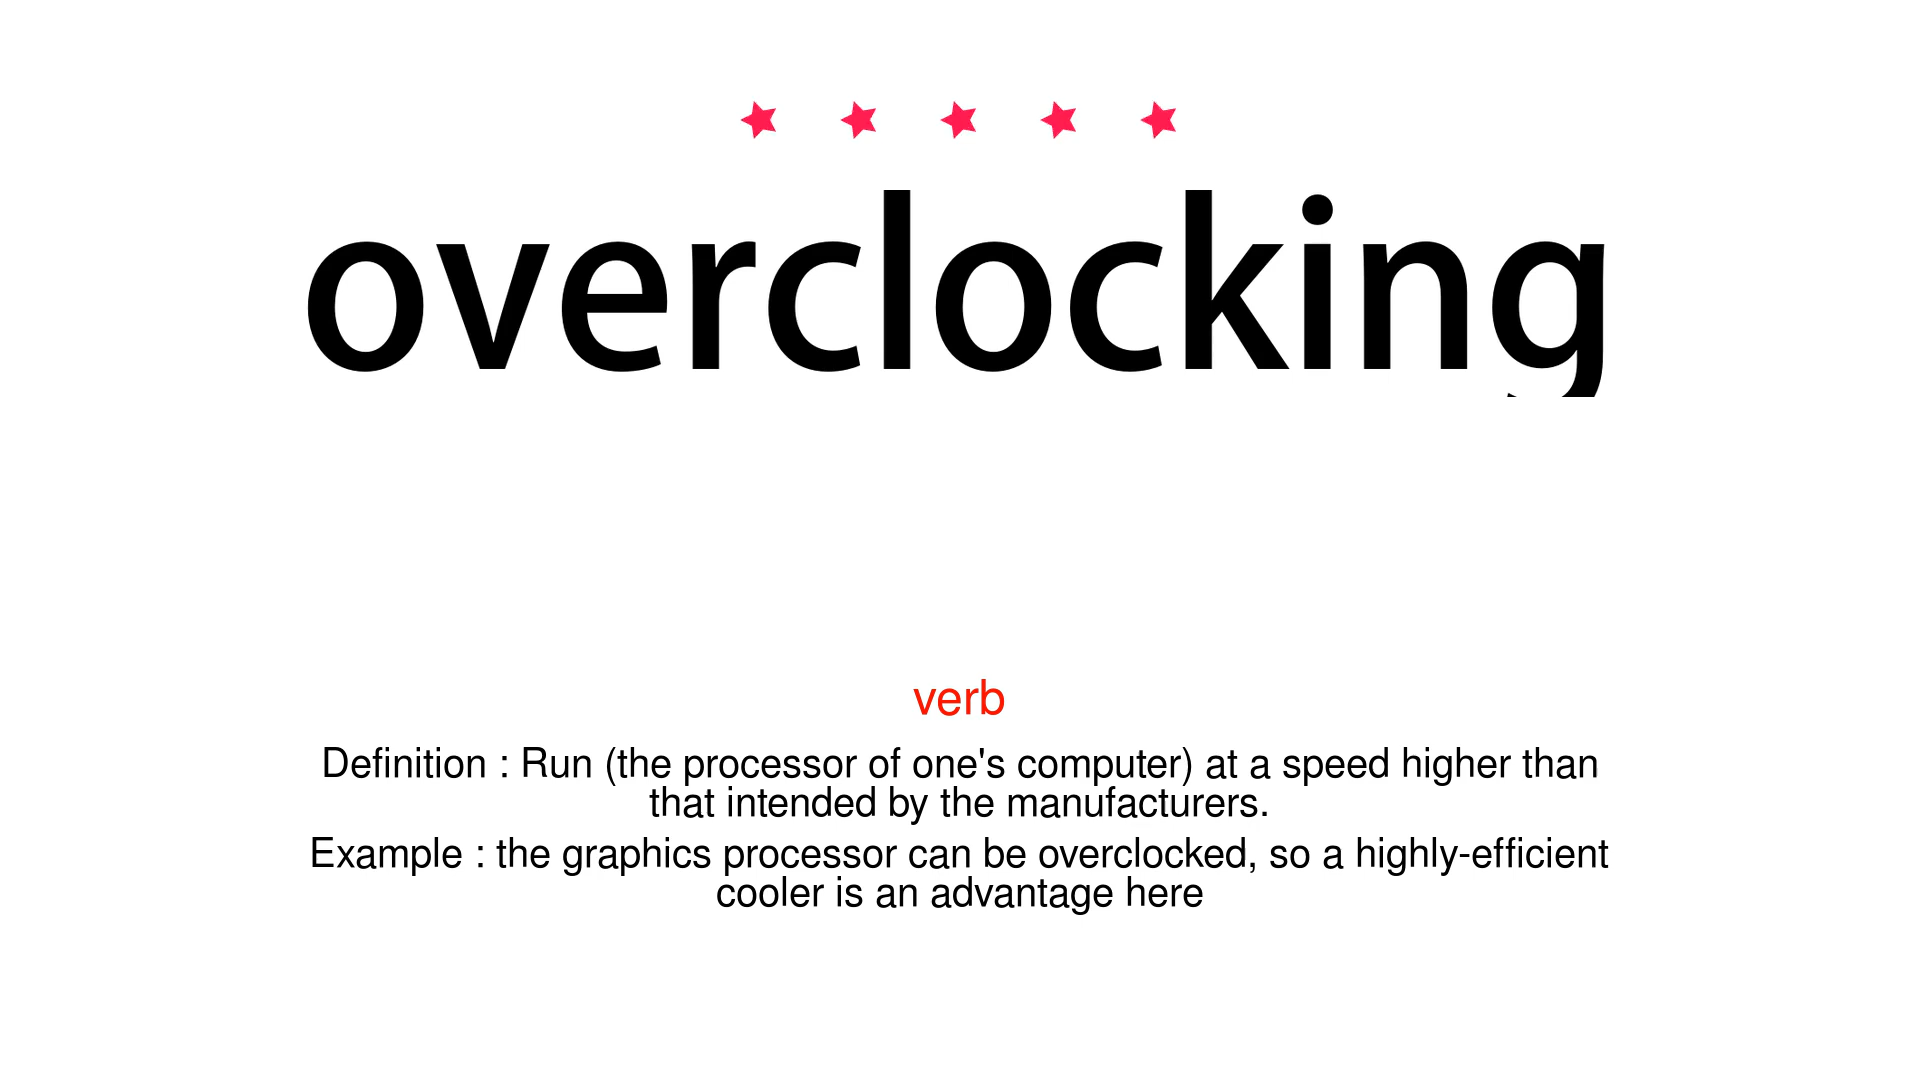 overclocking
verb
Definition : Run (the processor of one's computer) at a speed higher than
that intended by the manufacturers.
Example : the graphics processor can be overclocked, so a highly-efficient
cooler is an advantage here